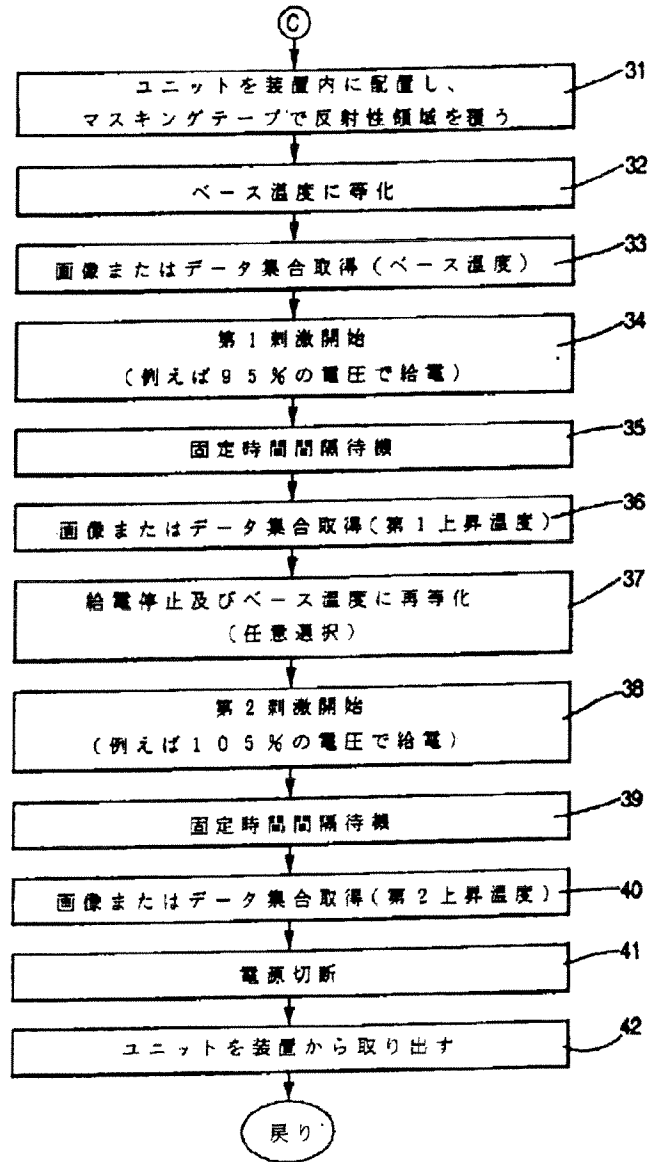 C
31
ユニットを装置内に配置し、
マスキングテープで反射性領域を覆う
32
ベース温度に等化
33
画像またはデータ集合取得(ベース温度)
34
第1刺激開始
(例えば95%の電圧で給電)
35
固定時間間隔待機
36
画像またはデータ集合取得(第1上昇温度)
37
給電停止及びベース温度に再等化
(任意選択)
38
第2刺激開始
(例えば105%の電圧で給電)
39
固定時間間隔待機
40
画像またはデータ集合取得(第2上昇温度)
41
電源切断
42
ユニットを装置から取り出す
戻り